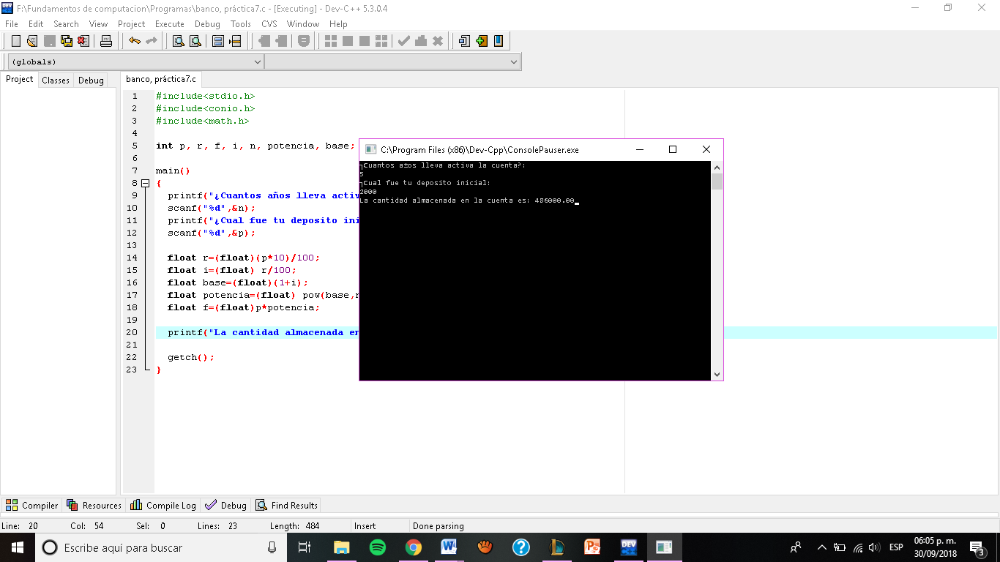 F:\Fundamentos de computacion\Programas\banco, práctica7.c - [Executing] - Dev-C++ 5.3.0.4
File Edit Search View Project Execute Debug Tools CVS Window Help
(globals)
Project Classes Debug
banco, práctica7.c
1 #include<stdio.h>
2 #include<conio.h>
3 #include<math.h>
4
5 int p, r, f, i, n, potencia, base;
6
7 main()
8 {
9 printf("¿Cuantos años lleva activ
10 scanf("%d",&n);
11 printf("¿Cual fue tu deposito ini
12 scanf("%d",&p);
13
14 float r=(float)(p*10)/100;
15 float i=(float) r/100;
16 float base=(float)(1+i);
17 float potencia=(float) pow(base,n
18 float f=(float)p*potencia;
19
20 printf("La cantidad almacenada en
21
22 getch();
23 }
C:\Program Files (x86)\Dev-Cpp\ConsolePauser.exe
┐Cuantos a±os lleva activa la cuenta?:
5
┐Cual fue tu deposito inicial:
2000
La cantidad almacenada en la cuenta es: 486000.00
Compiler Resources Compile Log Debug Find Results
Line: 20 Col: 54 Sel: 0 Lines: 23 Length: 484 Insert Done parsing
Escribe aquí para buscar
ESP
06:05 p. m.
30/09/2018
3